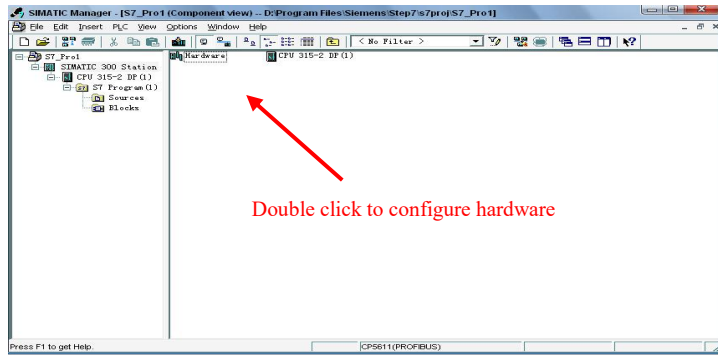 SIMATIC Manager - [S7_Pro1 (Component view) -- D:\Program Files\Siemens\Step7\s7proj\S7_Pro1]
File Edit Insert PLC View Options Window Help
< No Filter >
S7_Pro1
SIMATIC 300 Station
CPU 315-2 DP(1)
S7 Program(1)
Sources
Blocks
Hardware
CPU 315-2 DP(1)
Double click to configure hardware
Press F1 to get Help.
CP5611(PROFIBUS)